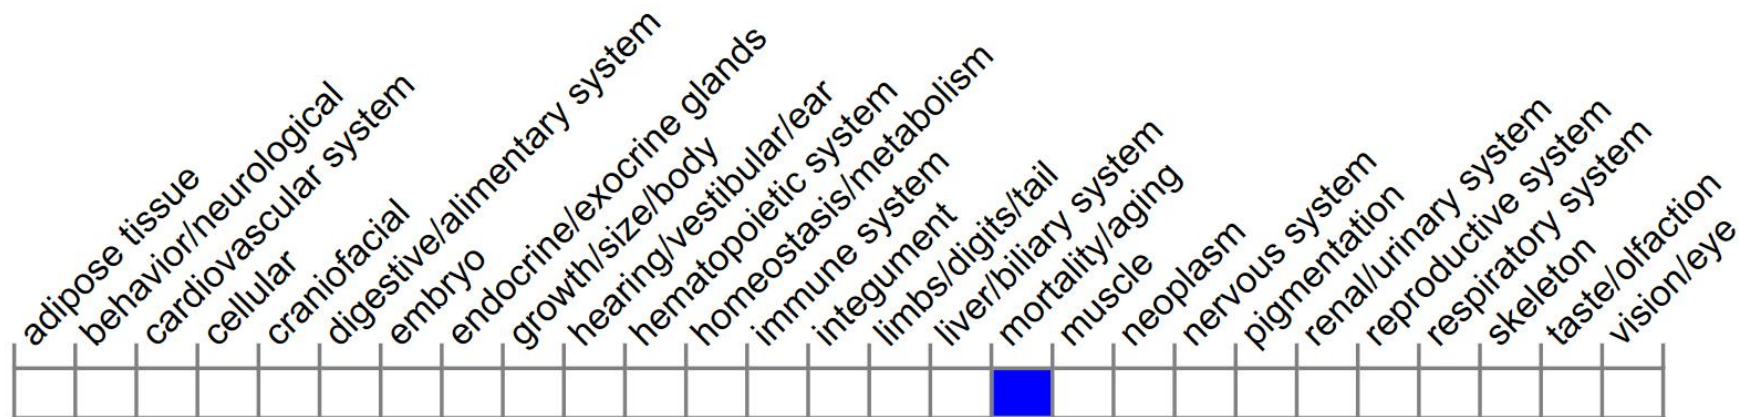 adipose tissue
behavior/neurological
cardiovascular system
cellular
craniofacial
digestive/alimentary system
embryo
endocrine/exocrine glands
growth/size/body
hearing/vestibular/ear
hematopoietic system
homeostasis/metabolism
immune system
integument
limbs/digits/tail
liver/biliary system
mortality/aging
muscle
neoplasm
nervous system
pigmentation
renal/urinary system
reproductive system
respiratory system
skeleton
taste/olfaction
vision/eye